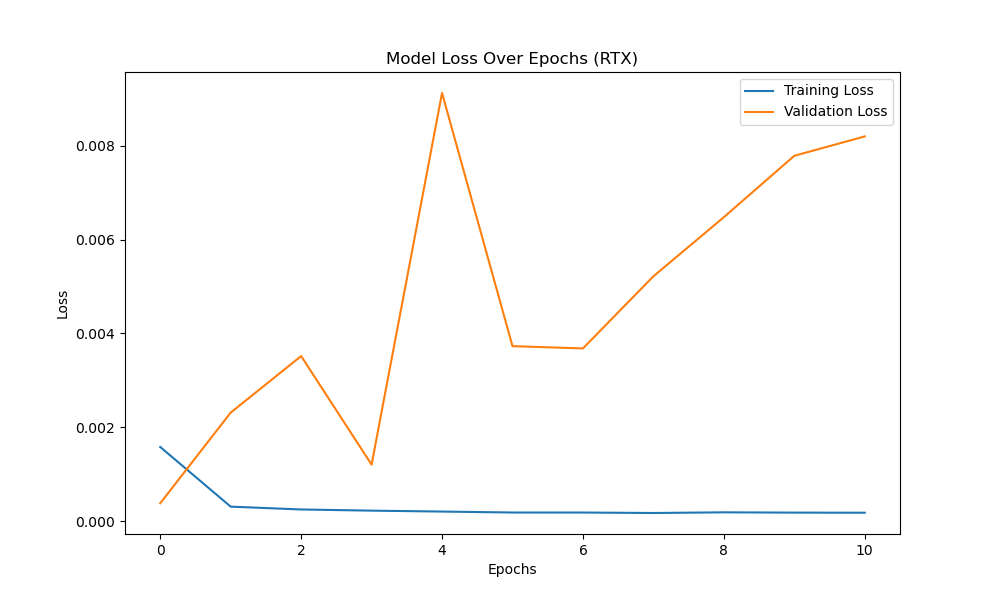 Model Loss Over Epochs (RTX)
Training Loss
Validation Loss
0.008
0.006
0.004
0.002
0.000
Loss
0 2 4 6 8 10
Epochs